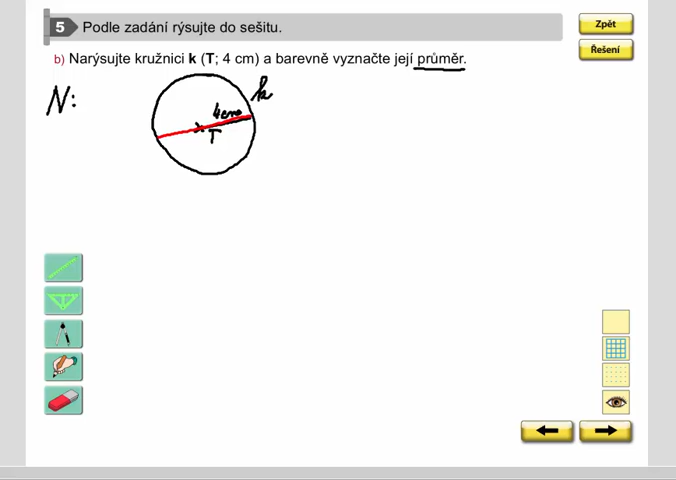 5 Podle zadání rýsujte do sešitu.
Zpět
Řešení
b) Narýsujte kružnici k (T; 4 cm) a barevně vyznačte její průměr.
N:
k
4cm
T